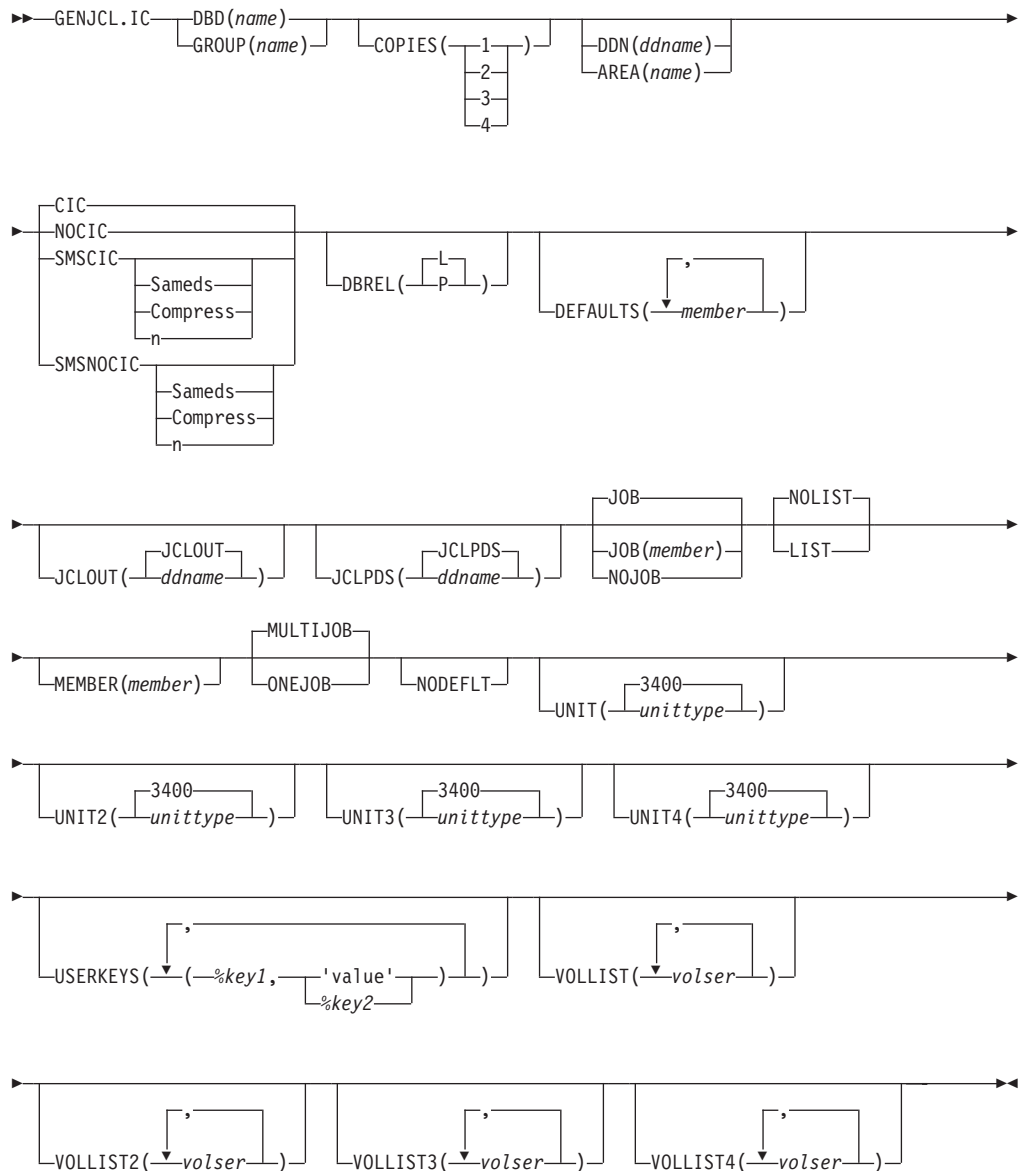 GENJCL.IC DBD(name) COPIES( 1 ) DDN(ddname)
GROUP(name) 2 AREA(name)
3
4
CIC
NOCIC
SMSCIC L ,
Sameds DBREL( P ) DEFAULTS( member )
Compress
n
SMSNOCIC
Sameds
Compress
n
JOB NOLIST
JCLOUT JCLPDS JOB(member) LIST
JCLOUT( ddname ) JCLPDS( ddname ) NOJOB
MULTIJOB
MEMBER(member) ONEJOB NODEFLT 3400
UNIT( unittype )
3400 3400 3400
UNIT2( unittype ) UNIT3( unittype ) UNIT4( unittype )
, ,
USERKEYS( ( %key1, 'value' ) ) VOLLIST( volser )
%key2
, , ,
VOLLIST2( volser ) VOLLIST3( volser ) VOLLIST4( volser )